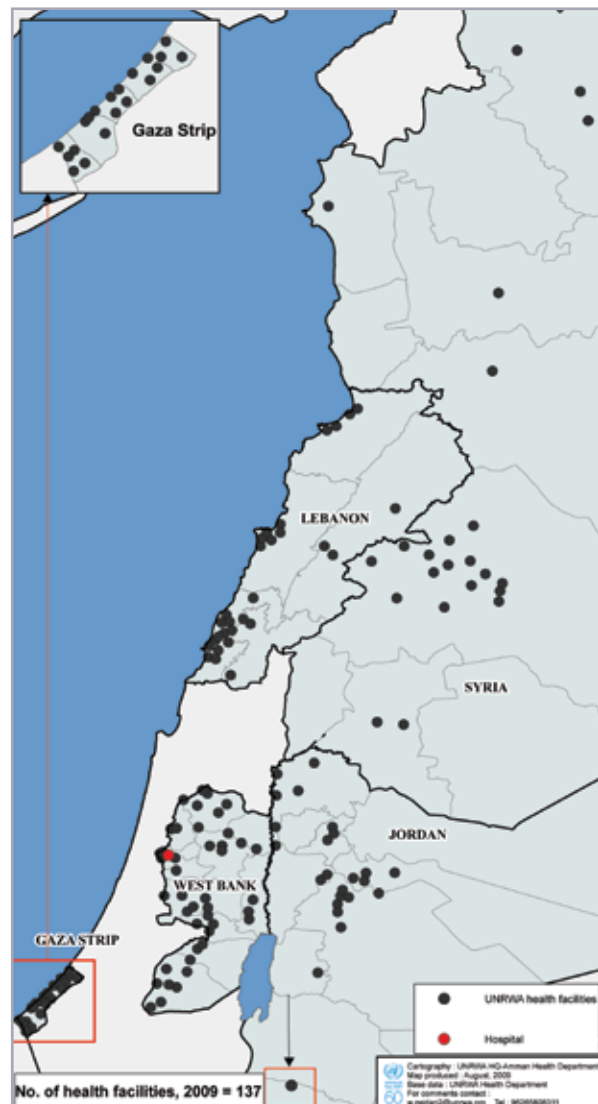 Gaza Strip
LEBANON
SYRIA
JORDAN
WEST BANK
GAZA STRIP
UNRWA health facilities
Hospital
No. of health facilities, 2009 = 137
Cartography : UNRWA HQ-Amman Health Department
Map produced : August, 2009
Base data : UNRWA Health Department
For comments contact :
60